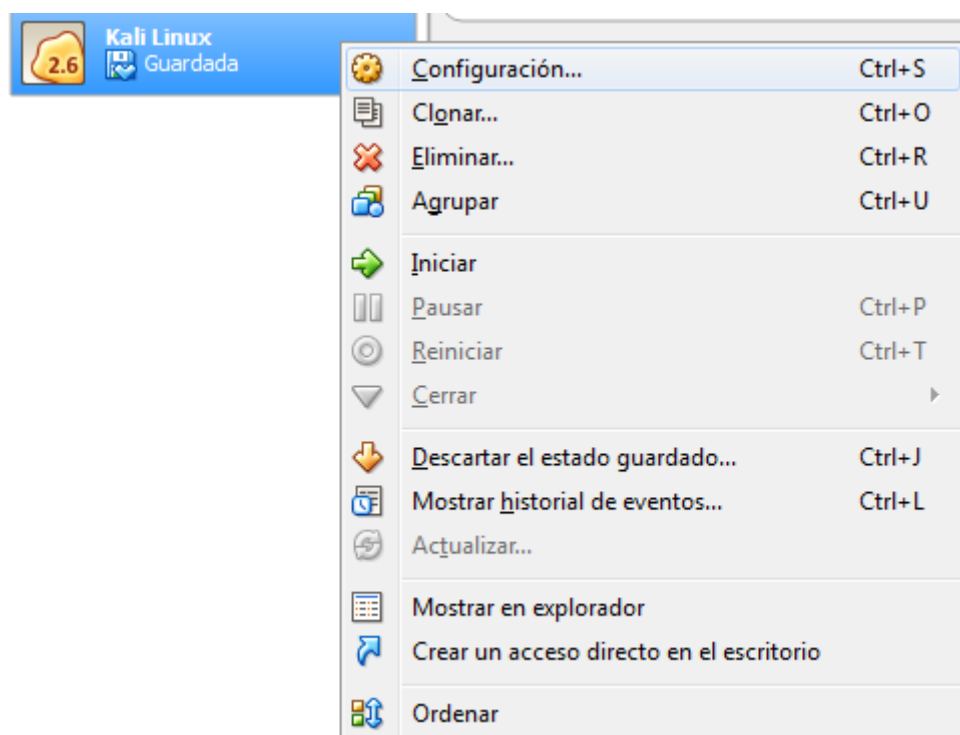 Kali Linux
2.6 Guardada
Configuración... Ctrl+S
Clonar... Ctrl+O
Eliminar... Ctrl+R
Agrupar Ctrl+U
Iniciar
Pausar Ctrl+P
Reiniciar Ctrl+T
Cerrar
Descartar el estado guardado... Ctrl+J
Mostrar historial de eventos... Ctrl+L
Actualizar...
Mostrar en explorador
Crear un acceso directo en el escritorio
Ordenar